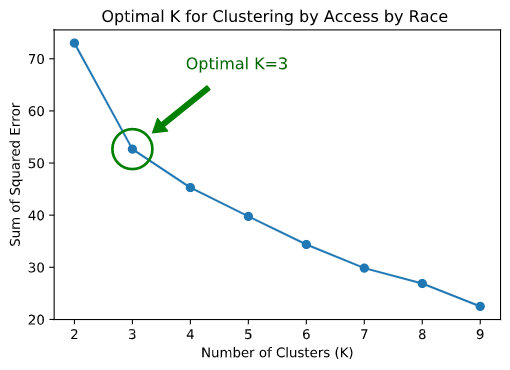 Optimal K for Clustering by Access by Race
Optimal K=3
Sum of Squared Error
70
60
50
40
30
20
2 3 4 5 6 7 8 9
Number of Clusters (K)